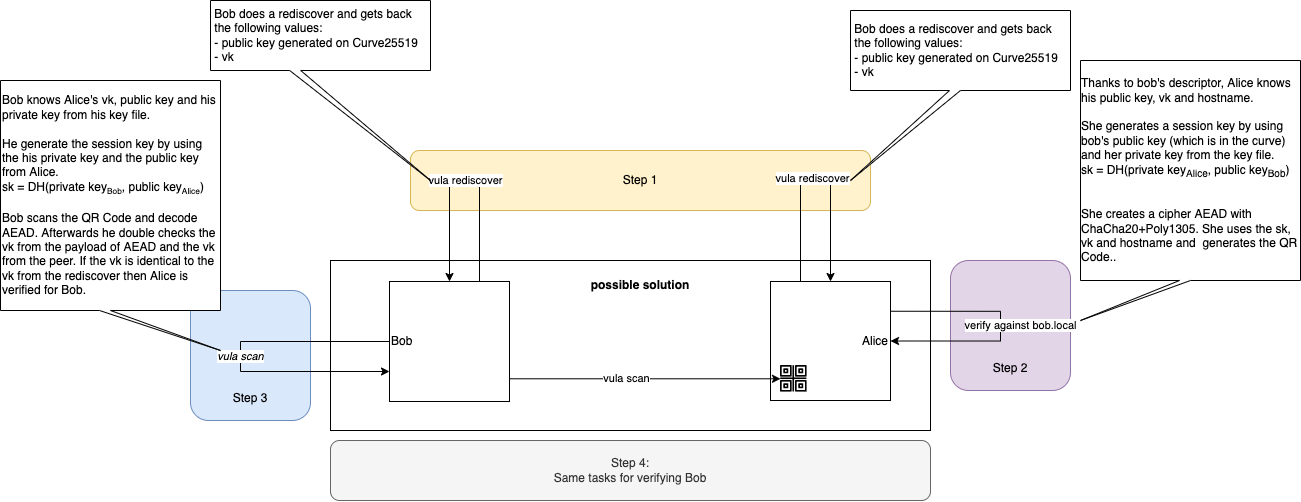 Bob does a rediscover and gets back
the following values:
- public key generated on Curve25519
- vk
Bob does a rediscover and gets back
the following values:
- public key generated on Curve25519
- vk
Bob knows Alice's vk, public key and his
private key from his key file.
He generate the session key by using
the his private key and the public key
from Alice.
sk = DH(private keyBob, public keyAlice)
Bob scans the QR Code and decode
AEAD. Afterwards he double checks the
vk from the payload of AEAD and the vk
from the peer. If the vk is identical to the
vk from the rediscover then Alice is
verified for Bob.
Thanks to bob's descriptor, Alice knows
his public key, vk and hostname.
She generates a session key by using
bob's public key (which is in the curve)
and her private key from the key file.
sk = DH(private keyAlice, public keyBob)
She creates a cipher AEAD with
ChaCha20+Poly1305. She uses the sk,
vk and hostname and  generates the QR
Code..
vula rediscover
Step 1
vula rediscover
possible solution
Bob
Alice
vula scan
verify against bob.local
Step 2
vula scan
Step 3
Step 4:
Same tasks for verifying Bob